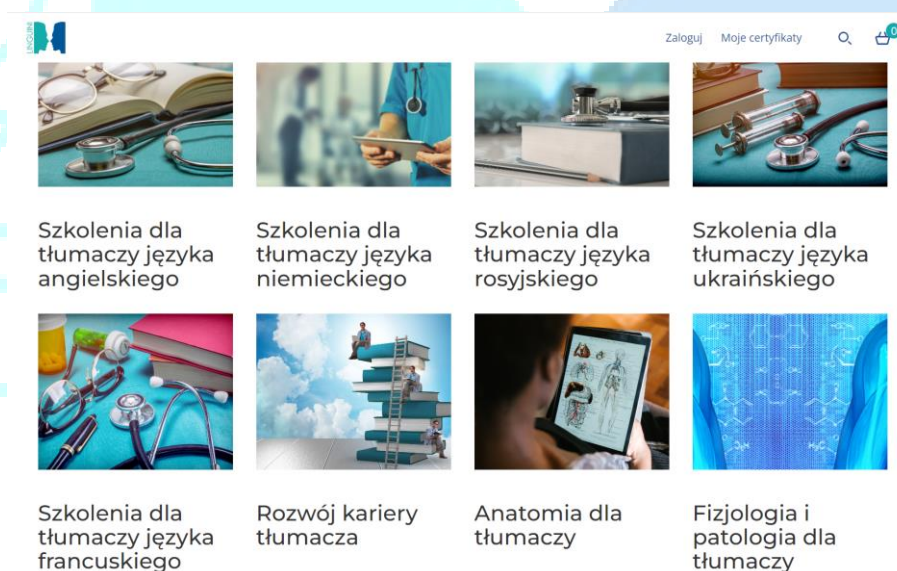 LINGUINI
Zaloguj Moje certyfikaty 0
Szkolenia dla
tłumaczy języka
angielskiego
Szkolenia dla
tłumaczy języka
niemieckiego
Szkolenia dla
tłumaczy języka
rosyjskiego
Szkolenia dla
tłumaczy języka
ukraińskiego
Szkolenia dla
tłumaczy języka
francuskiego
Rozwój kariery
tłumacza
Anatomia dla
tłumaczy
Fizjologia i
patologia dla
tłumaczy